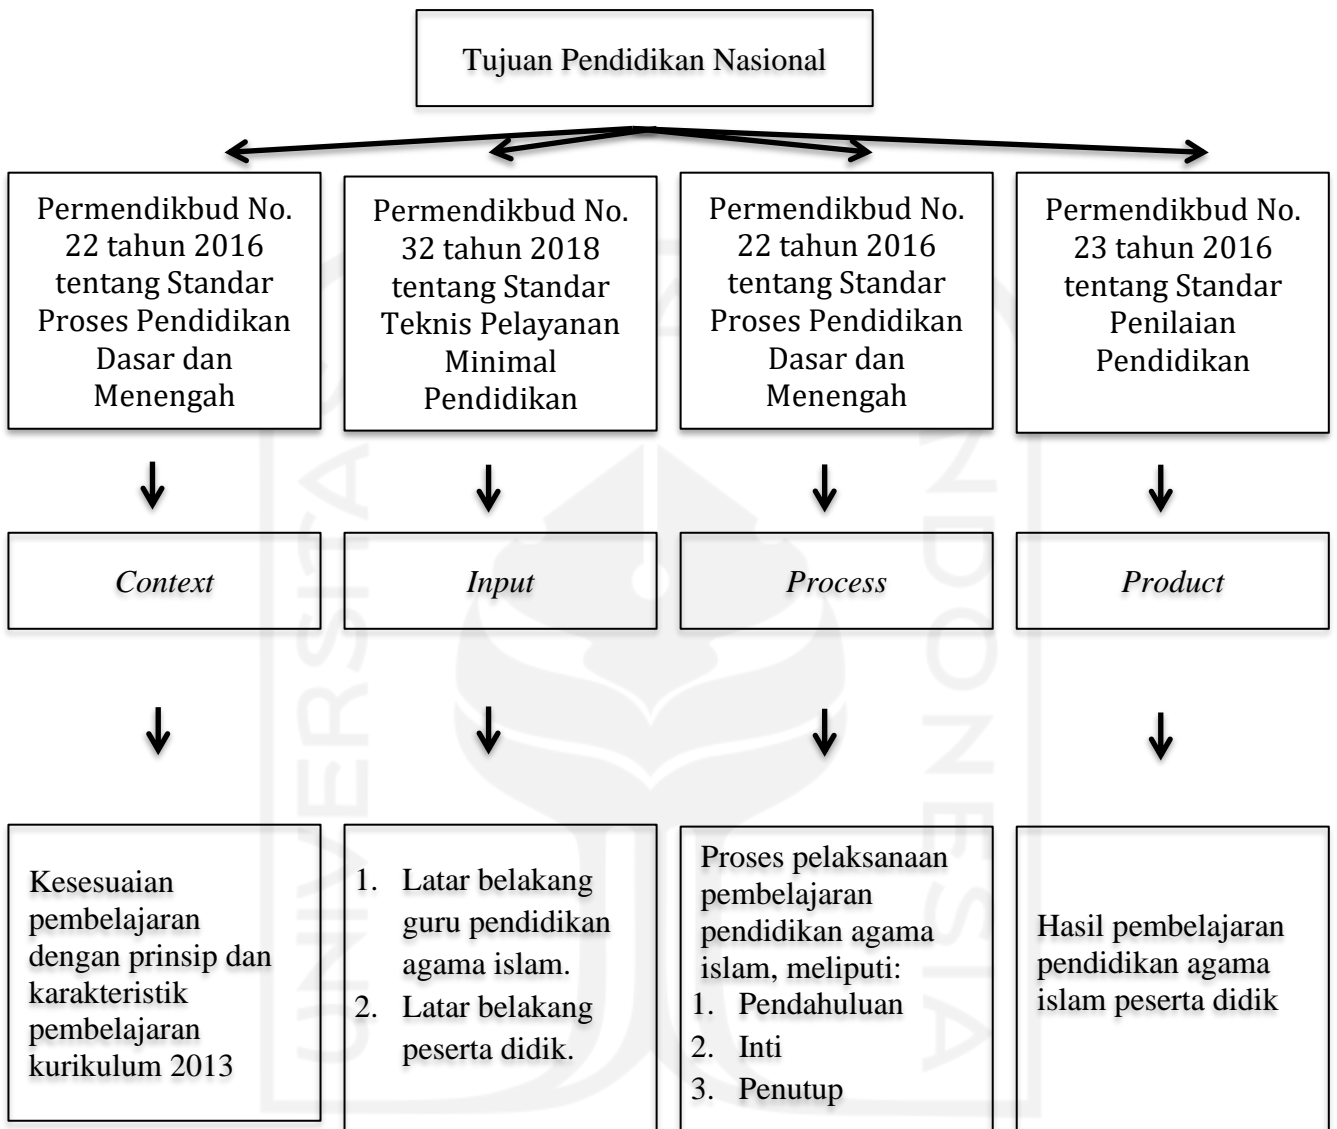 Tujuan Pendidikan Nasional
Permendikbud No.
22 tahun 2016
tentang Standar
Proses Pendidikan
Dasar dan
Menengah
Permendikbud No.
32 tahun 2018
tentang Standar
Teknis Pelayanan
Minimal
Pendidikan
Permendikbud No.
22 tahun 2016
tentang Standar
Proses Pendidikan
Dasar dan
Menengah
Permendikbud No.
23 tahun 2016
tentang Standar
Penilaian
Pendidikan
Context
Input
Process
Product
Kesesuaian
pembelajaran
dengan prinsip dan
karakteristik
pembelajaran
kurikulum 2013
1. Latar belakang
guru pendidikan
agama islam.
2. Latar belakang
peserta didik.
Proses pelaksanaan
pembelajaran
pendidikan agama
islam, meliputi:
1. Pendahuluan
2. Inti
3. Penutup
Hasil pembelajaran
pendidikan agama
islam peserta didik